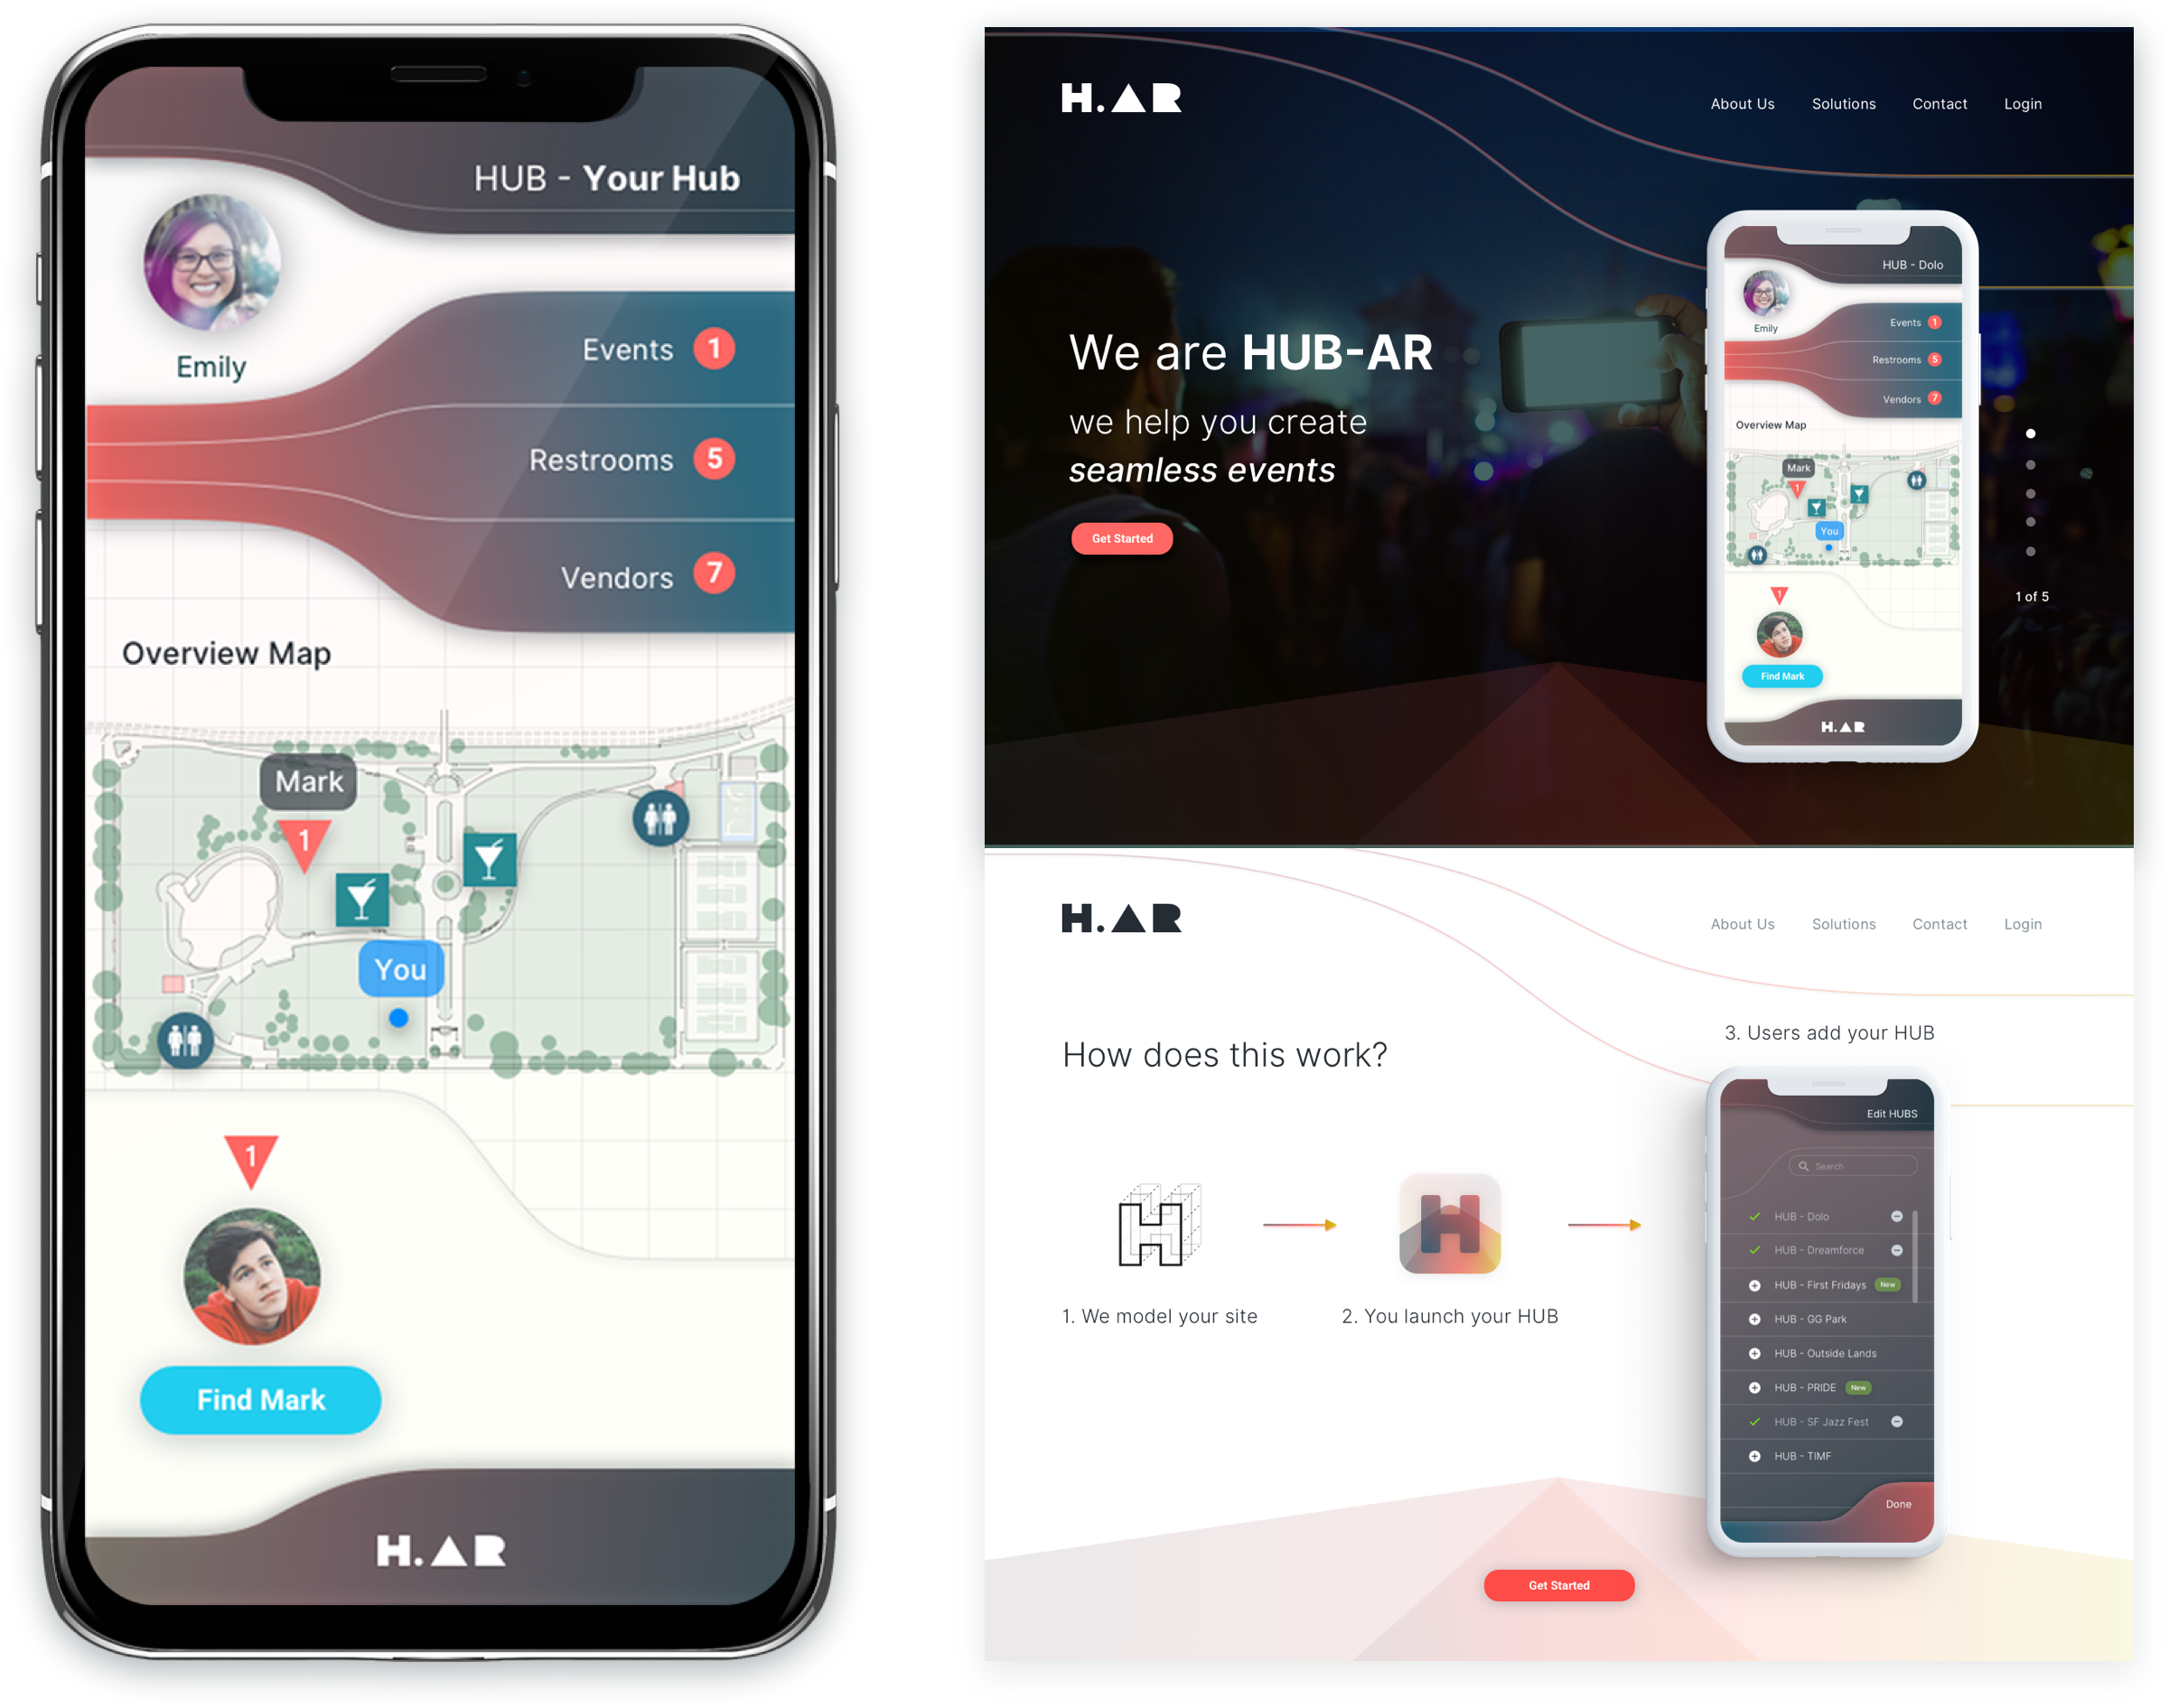 HUB - Your Hub
Emily
Events 1
Restrooms 5
Vendors 7
Overview Map
Mark
1
You
1
Find Mark
H.AR
H.AR
About Us Solutions Contact Login
We are HUB-AR
we help you create
seamless events
Get Started
HUB - Dolo
Emily
Events 1
Restrooms 5
Vendors 7
Overview Map
Mark
1
You
1
Find Mark
H.AR
1 of 5
H.AR
About Us Solutions Contact Login
How does this work?
1. We model your site
H
2. You launch your HUB
3. Users add your HUB
Edit HUBS
Search
HUB - Dolo
HUB - Dreamforce
HUB - First Fridays New
HUB - GG Park
HUB - Outside Lands
HUB - PRIDE New
HUB - SF Jazz Fest
HUB - TIMF
Done
Get Started